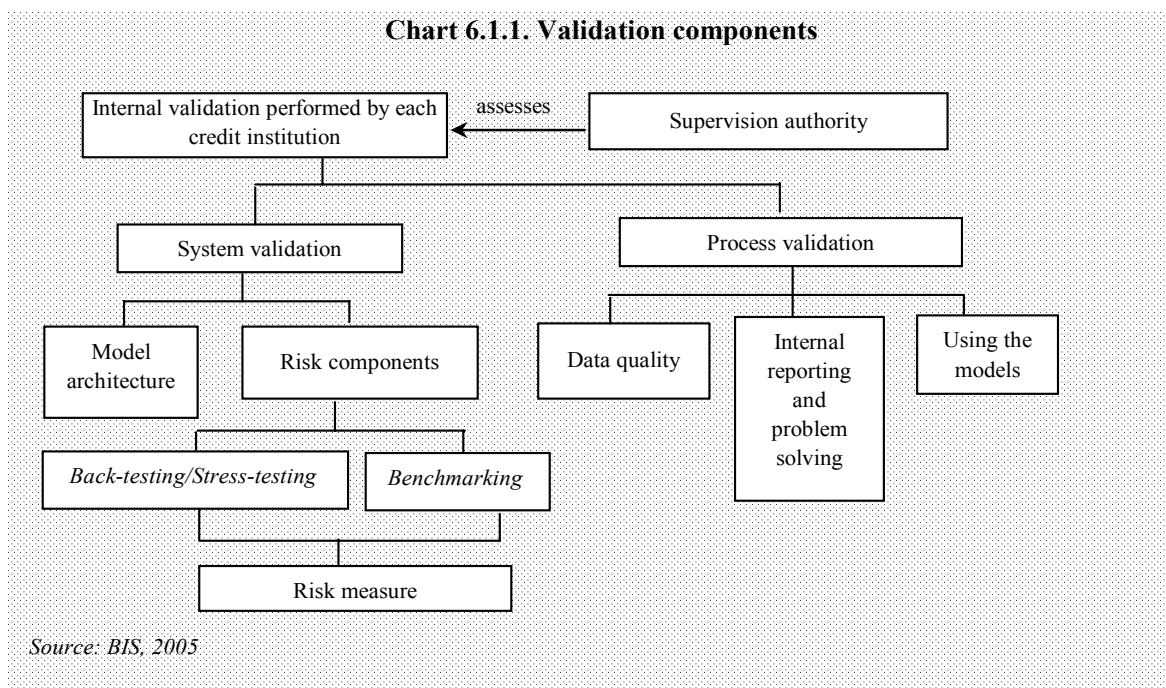 Chart 6.1.1. Validation components
Internal validation performed by each
credit institution
assesses
Supervision authority
System validation
Process validation
Model
architecture
Risk components
Data quality
Internal
reporting
and
problem
solving
Using the
models
Back-testing/Stress-testing
Benchmarking
Risk measure
Source: BIS, 2005